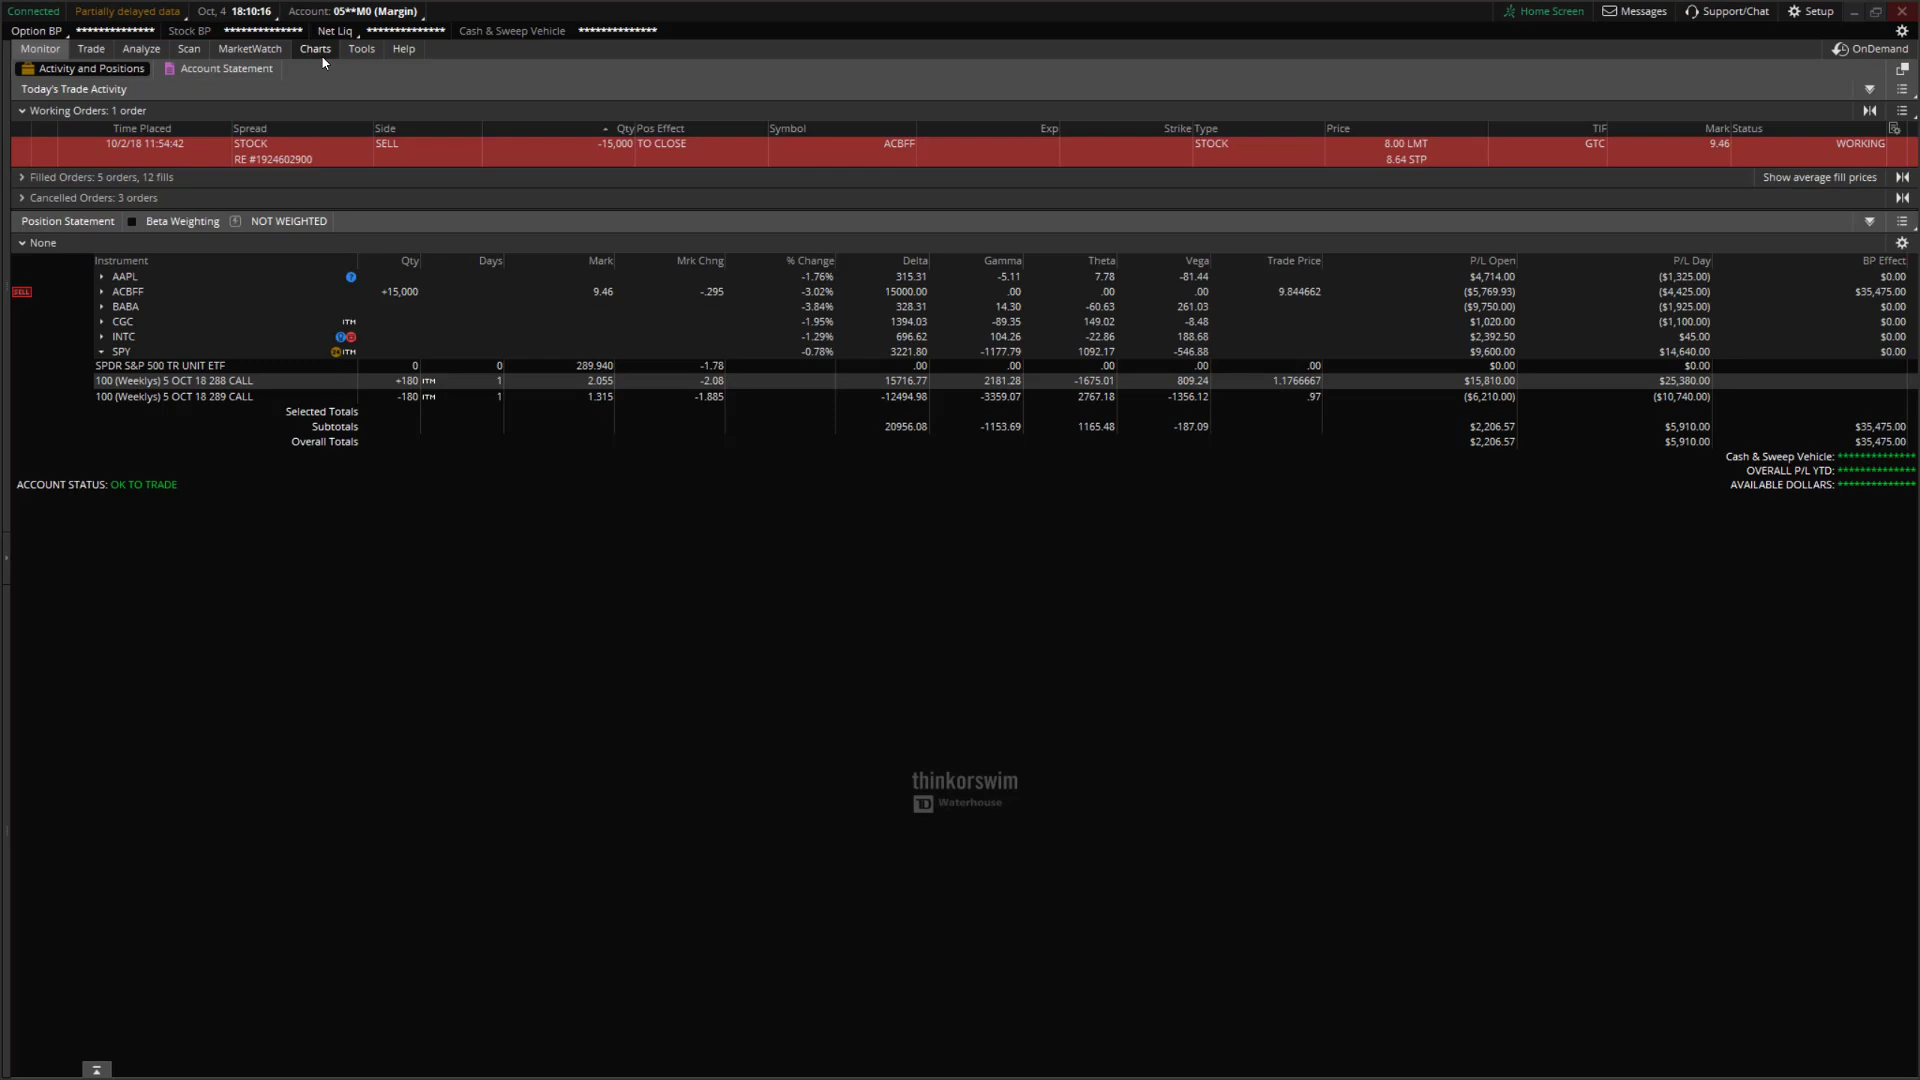 Connected Partially delayed data Oct, 4 18:10:16 Account: 05**M0 (Margin) Home Screen Messages Support/Chat Setup
Option BP ************** Stock BP ************** Net Liq ************** Cash & Sweep Vehicle **************
Monitor Trade Analyze Scan MarketWatch Charts Tools Help OnDemand
Activity and Positions Account Statement
Today's Trade Activity
Working Orders: 1 order
Time Placed Spread Side Qty Pos Effect Symbol Exp Strike Type Price TIF Mark Status
10/2/18 11:54:42 STOCK SELL -15,000 TO CLOSE ACBFF STOCK 8.00 LMT GTC 9.46 WORKING
RE #1924602900 8.64 STP
Filled Orders: 5 orders, 12 fills Show average fill prices
Cancelled Orders: 3 orders
Position Statement Beta Weighting NOT WEIGHTED
None
Instrument Qty Days Mark Mrk Chng % Change Delta Gamma Theta Vega Trade Price P/L Open P/L Day BP Effect
AAPL -1.76% 315.31 -5.11 7.78 -81.44 $4,714.00 ($1,325.00) $0.00
SELL ACBFF +15,000 9.46 -.295 -3.02% 15000.00 .00 .00 .00 9.844662 ($5,769.93) ($4,425.00) $35,475.00
BABA -3.84% 328.31 14.30 -60.63 261.03 ($9,750.00) ($1,925.00) $0.00
CGC ITM -1.95% 1394.03 -89.35 149.02 -8.48 $1,020.00 ($1,100.00) $0.00
INTC -1.29% 696.62 104.26 -22.86 188.68 $2,392.50 $45.00 $0.00
SPY ITM -0.78% 3221.80 -1177.79 1092.17 -546.88 $9,600.00 $14,640.00 $0.00
SPDR S&P 500 TR UNIT ETF 0 0 289.940 -1.78 .00 .00 .00 .00 .00 $0.00 $0.00
100 (Weeklys) 5 OCT 18 288 CALL +180 ITM 1 2.055 -2.08 15716.77 2181.28 -1675.01 809.24 1.1766667 $15,810.00 $25,380.00
100 (Weeklys) 5 OCT 18 289 CALL -180 ITM 1 1.315 -1.885 -12494.98 -3359.07 2767.18 -1356.12 .97 ($6,210.00) ($10,740.00)
Selected Totals
Subtotals 20956.08 -1153.69 1165.48 -187.09 $2,206.57 $5,910.00 $35,475.00
Overall Totals $2,206.57 $5,910.00 $35,475.00
Cash & Sweep Vehicle: **************
OVERALL P/L YTD: **************
ACCOUNT STATUS: OK TO TRADE AVAILABLE DOLLARS: **************
thinkorswim
TD Waterhouse